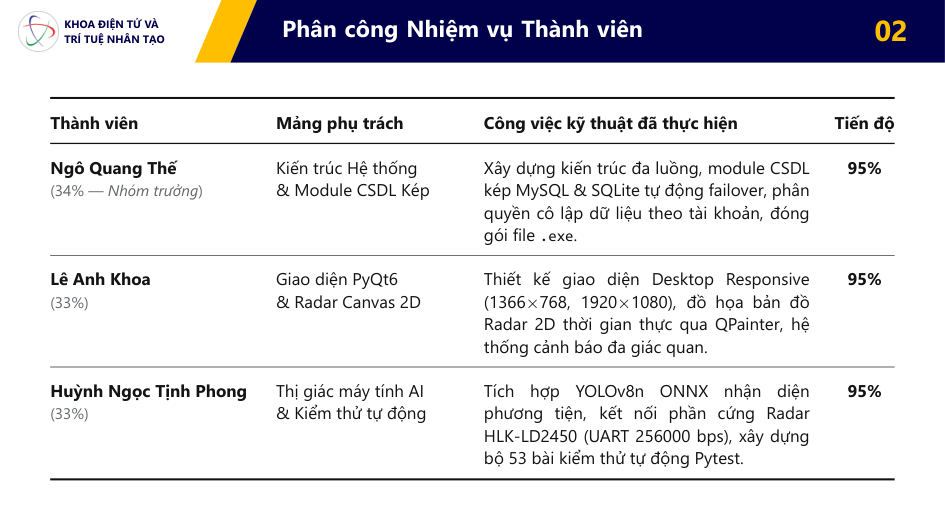 KHOA ĐIỆN TỬ VÀ
TRÍ TUỆ NHÂN TẠO
Phân công Nhiệm vụ Thành viên
02
Thành viên
Mảng phụ trách
Công việc kỹ thuật đã thực hiện
Tiến độ
Ngô Quang Thế
(34% — Nhóm trưởng)
Kiến trúc Hệ thống
& Module CSDL Kép
Xây dựng kiến trúc đa luồng, module CSDL
kép MySQL & SQLite tự động failover, phân
quyền cô lập dữ liệu theo tài khoản, đóng
gói file .exe.
95%
Lê Anh Khoa
(33%)
Giao diện PyQt6
& Radar Canvas 2D
Thiết kế giao diện Desktop Responsive
(1366×768, 1920×1080), đồ họa bản đồ
Radar 2D thời gian thực qua QPainter, hệ
thống cảnh báo đa giác quan.
95%
Huỳnh Ngọc Tịnh Phong
(33%)
Thị giác máy tính AI
& Kiểm thử tự động
Tích hợp YOLOv8n ONNX nhận diện
phương tiện, kết nối phần cứng Radar
HLK-LD2450 (UART 256000 bps), xây dựng
bộ 53 bài kiểm thử tự động Pytest.
95%